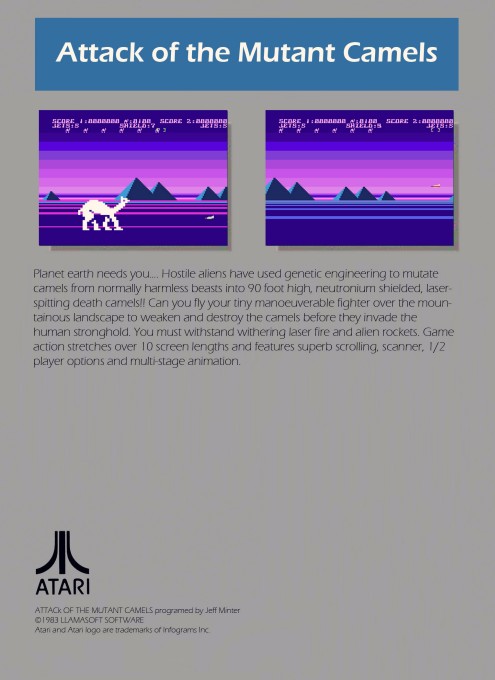 Attack of the Mutant Camels
SCORE 1:0000000 SCORE 2:0000000
JETS:5 SHIELD:7 JETS:5
SCORE 1:0000000 SCORE 2:0000000
JETS:5 SHIELD:9 JETS:5
Planet earth needs you.... Hostile aliens have used genetic engineering to mutate
camels from normally harmless beasts into 90 foot high, neutronium shielded, laser-
spitting death camels!! Can you fly your tiny manoeuverable fighter over the moun-
tainous landscape to weaken and destroy the camels before they invade the
human stronghold. You must withstand withering laser fire and alien rockets. Game
action stretches over 10 screen lengths and features superb scrolling, scanner, 1/2
player options and multi-stage animation.
ATARI
ATTACk OF THE MUTANT CAMELS programed by Jeff Minter
©1983 LLAMASOFT SOFTWARE
Atari and Atari logo are trademarks of Infograms Inc.